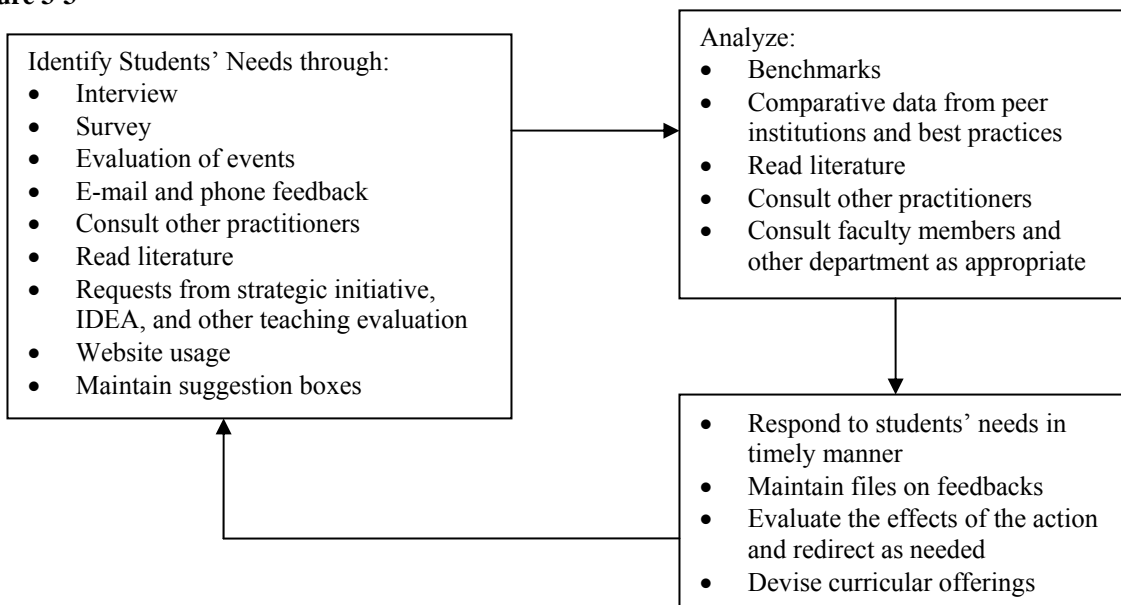 Identify Students’ Needs through:
• Interview
• Survey
• Evaluation of events
• E-mail and phone feedback
• Consult other practitioners
• Read literature
• Requests from strategic initiative,
IDEA, and other teaching evaluation
• Website usage
• Maintain suggestion boxes
Analyze:
• Benchmarks
• Comparative data from peer
institutions and best practices
• Read literature
• Consult other practitioners
• Consult faculty members and
other department as appropriate
• Respond to students’ needs in
timely manner
• Maintain files on feedbacks
• Evaluate the effects of the action
and redirect as needed
• Devise curricular offerings